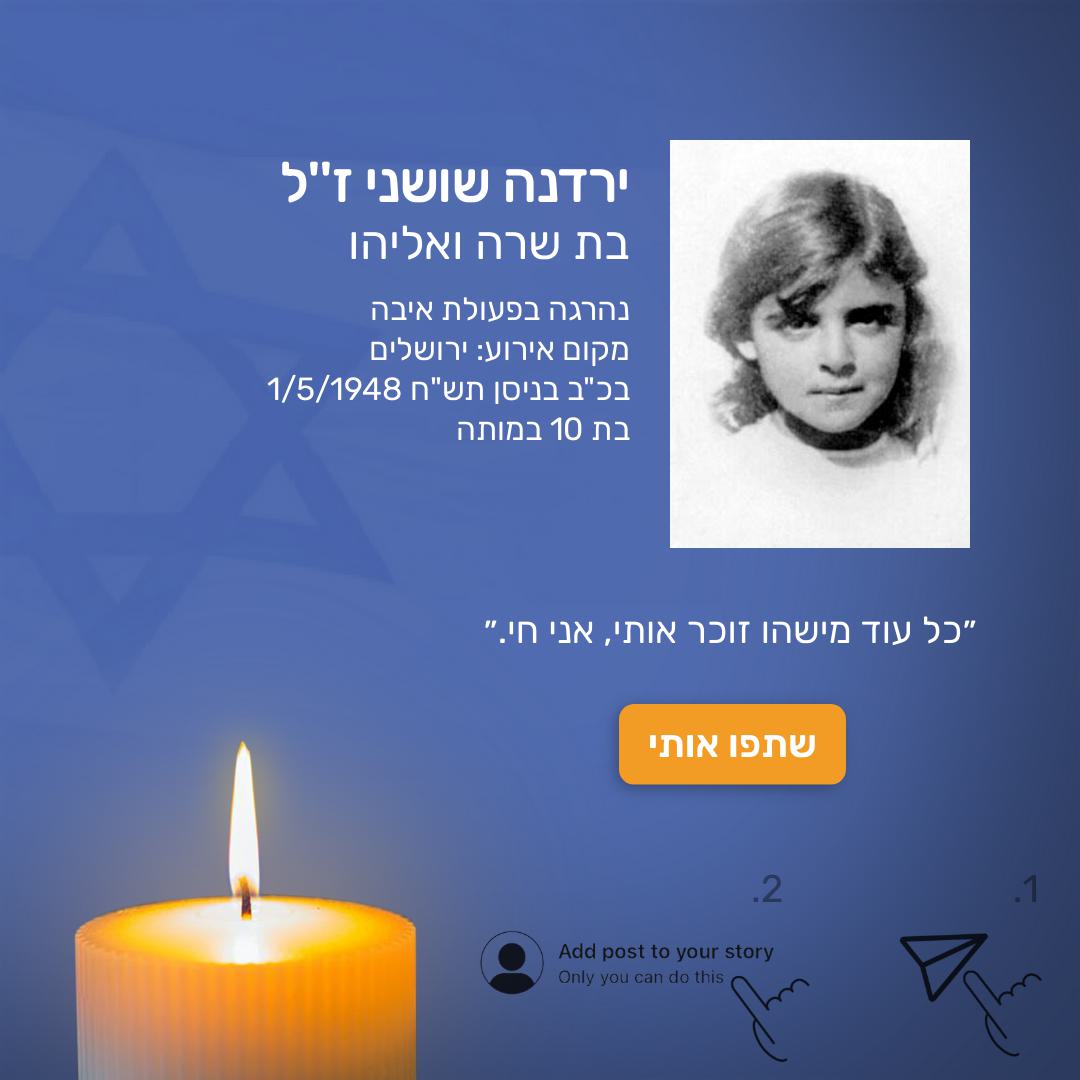 ירדנה שושני ז"ל
בת שרה ואליהו
נהרגה בפעולת איבה
מקום אירוע: ירושלים
בכ"ב בניסן תש"ח 1/5/1948
בת 10 במותה
״כל עוד מישהו זוכר אותי, אני חי.״
שתפו אותי
1.
2.
Add post to your story
Only you can do this